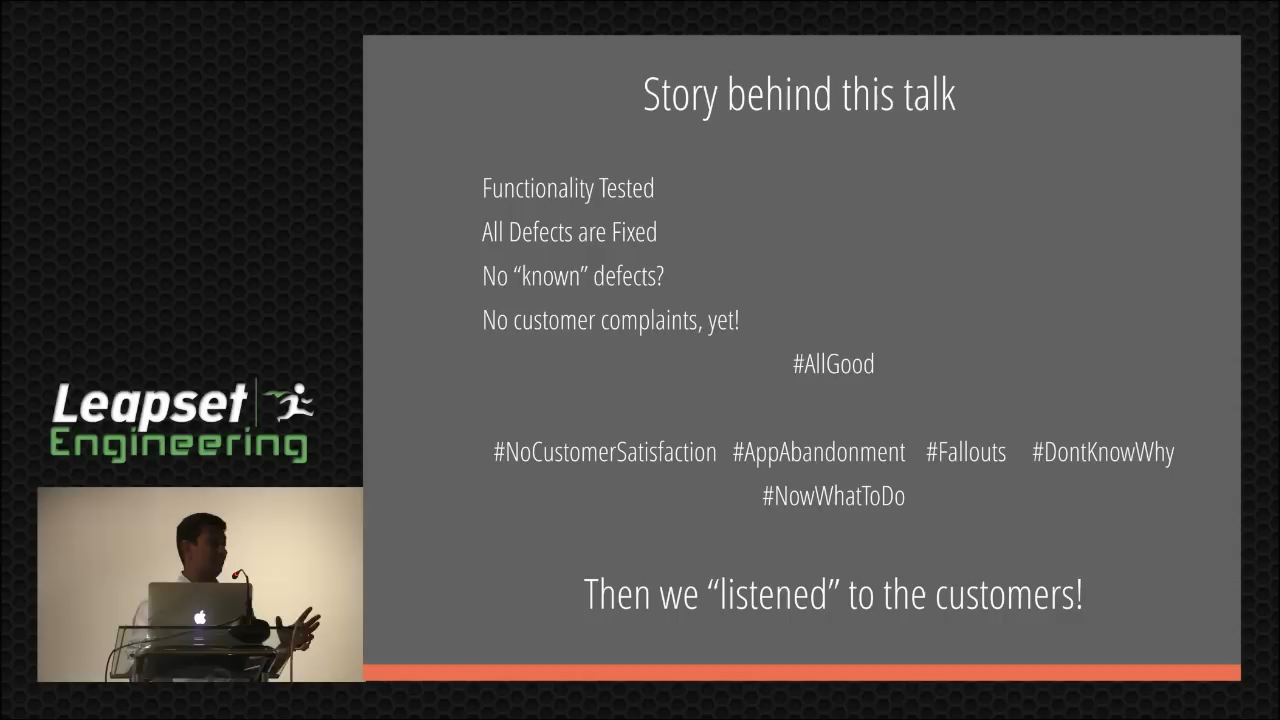 Story behind this talk
Functionality Tested
All Defects are Fixed
No “known” defects?
No customer complaints, yet!
#AllGood
#NoCustomerSatisfaction #AppAbandonment #Fallouts #DontKnowWhy
#NowWhatToDo
Then we “listened” to the customers!
Leapset
Engineering